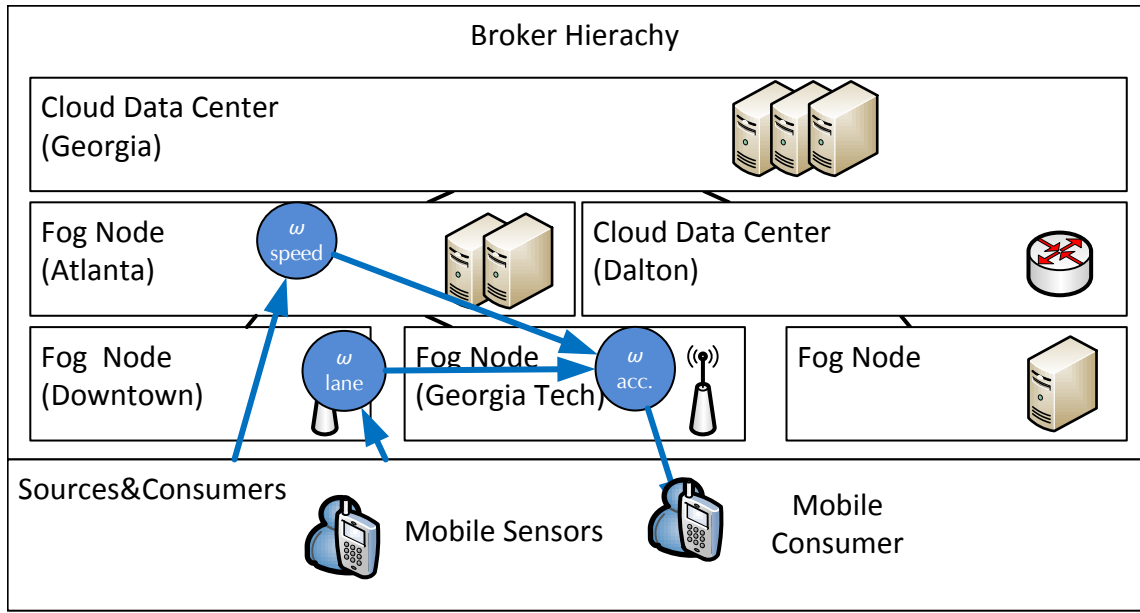 Broker Hierachy
Cloud Data Center
(Georgia)
Fog Node
(Atlanta)
ω
speed
Cloud Data Center
(Dalton)
Fog  Node
(Downtown)
ω
lane
Fog Node
(Georgia Tech)
ω
acc.
Fog Node
Sources&Consumers
Mobile Sensors
Mobile
Consumer